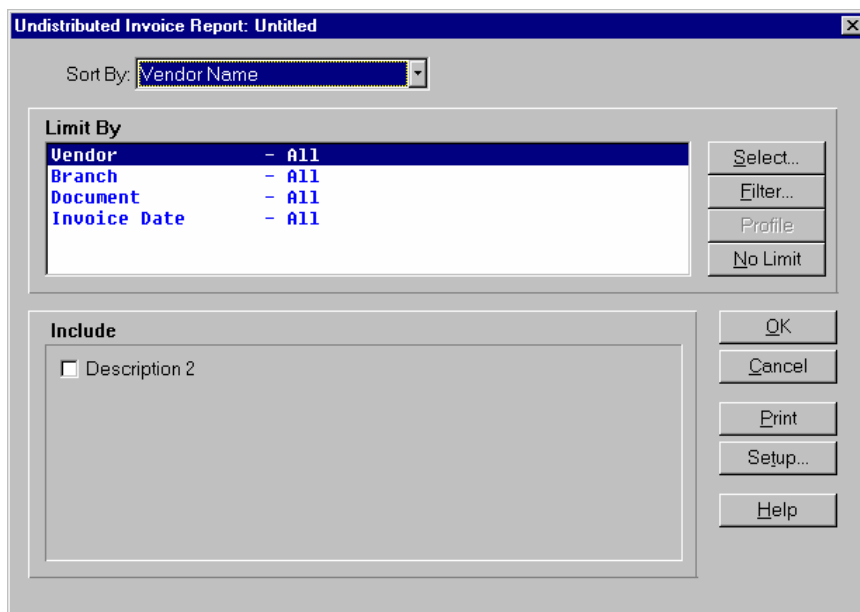 Undistributed Invoice Report: Untitled
Sort By: Vendor Name
Limit By
Vendor - All
Branch - All
Document - All
Invoice Date - All
Select...
Filter...
Profile
No Limit
Include
Description 2
OK
Cancel
Print
Setup...
Help